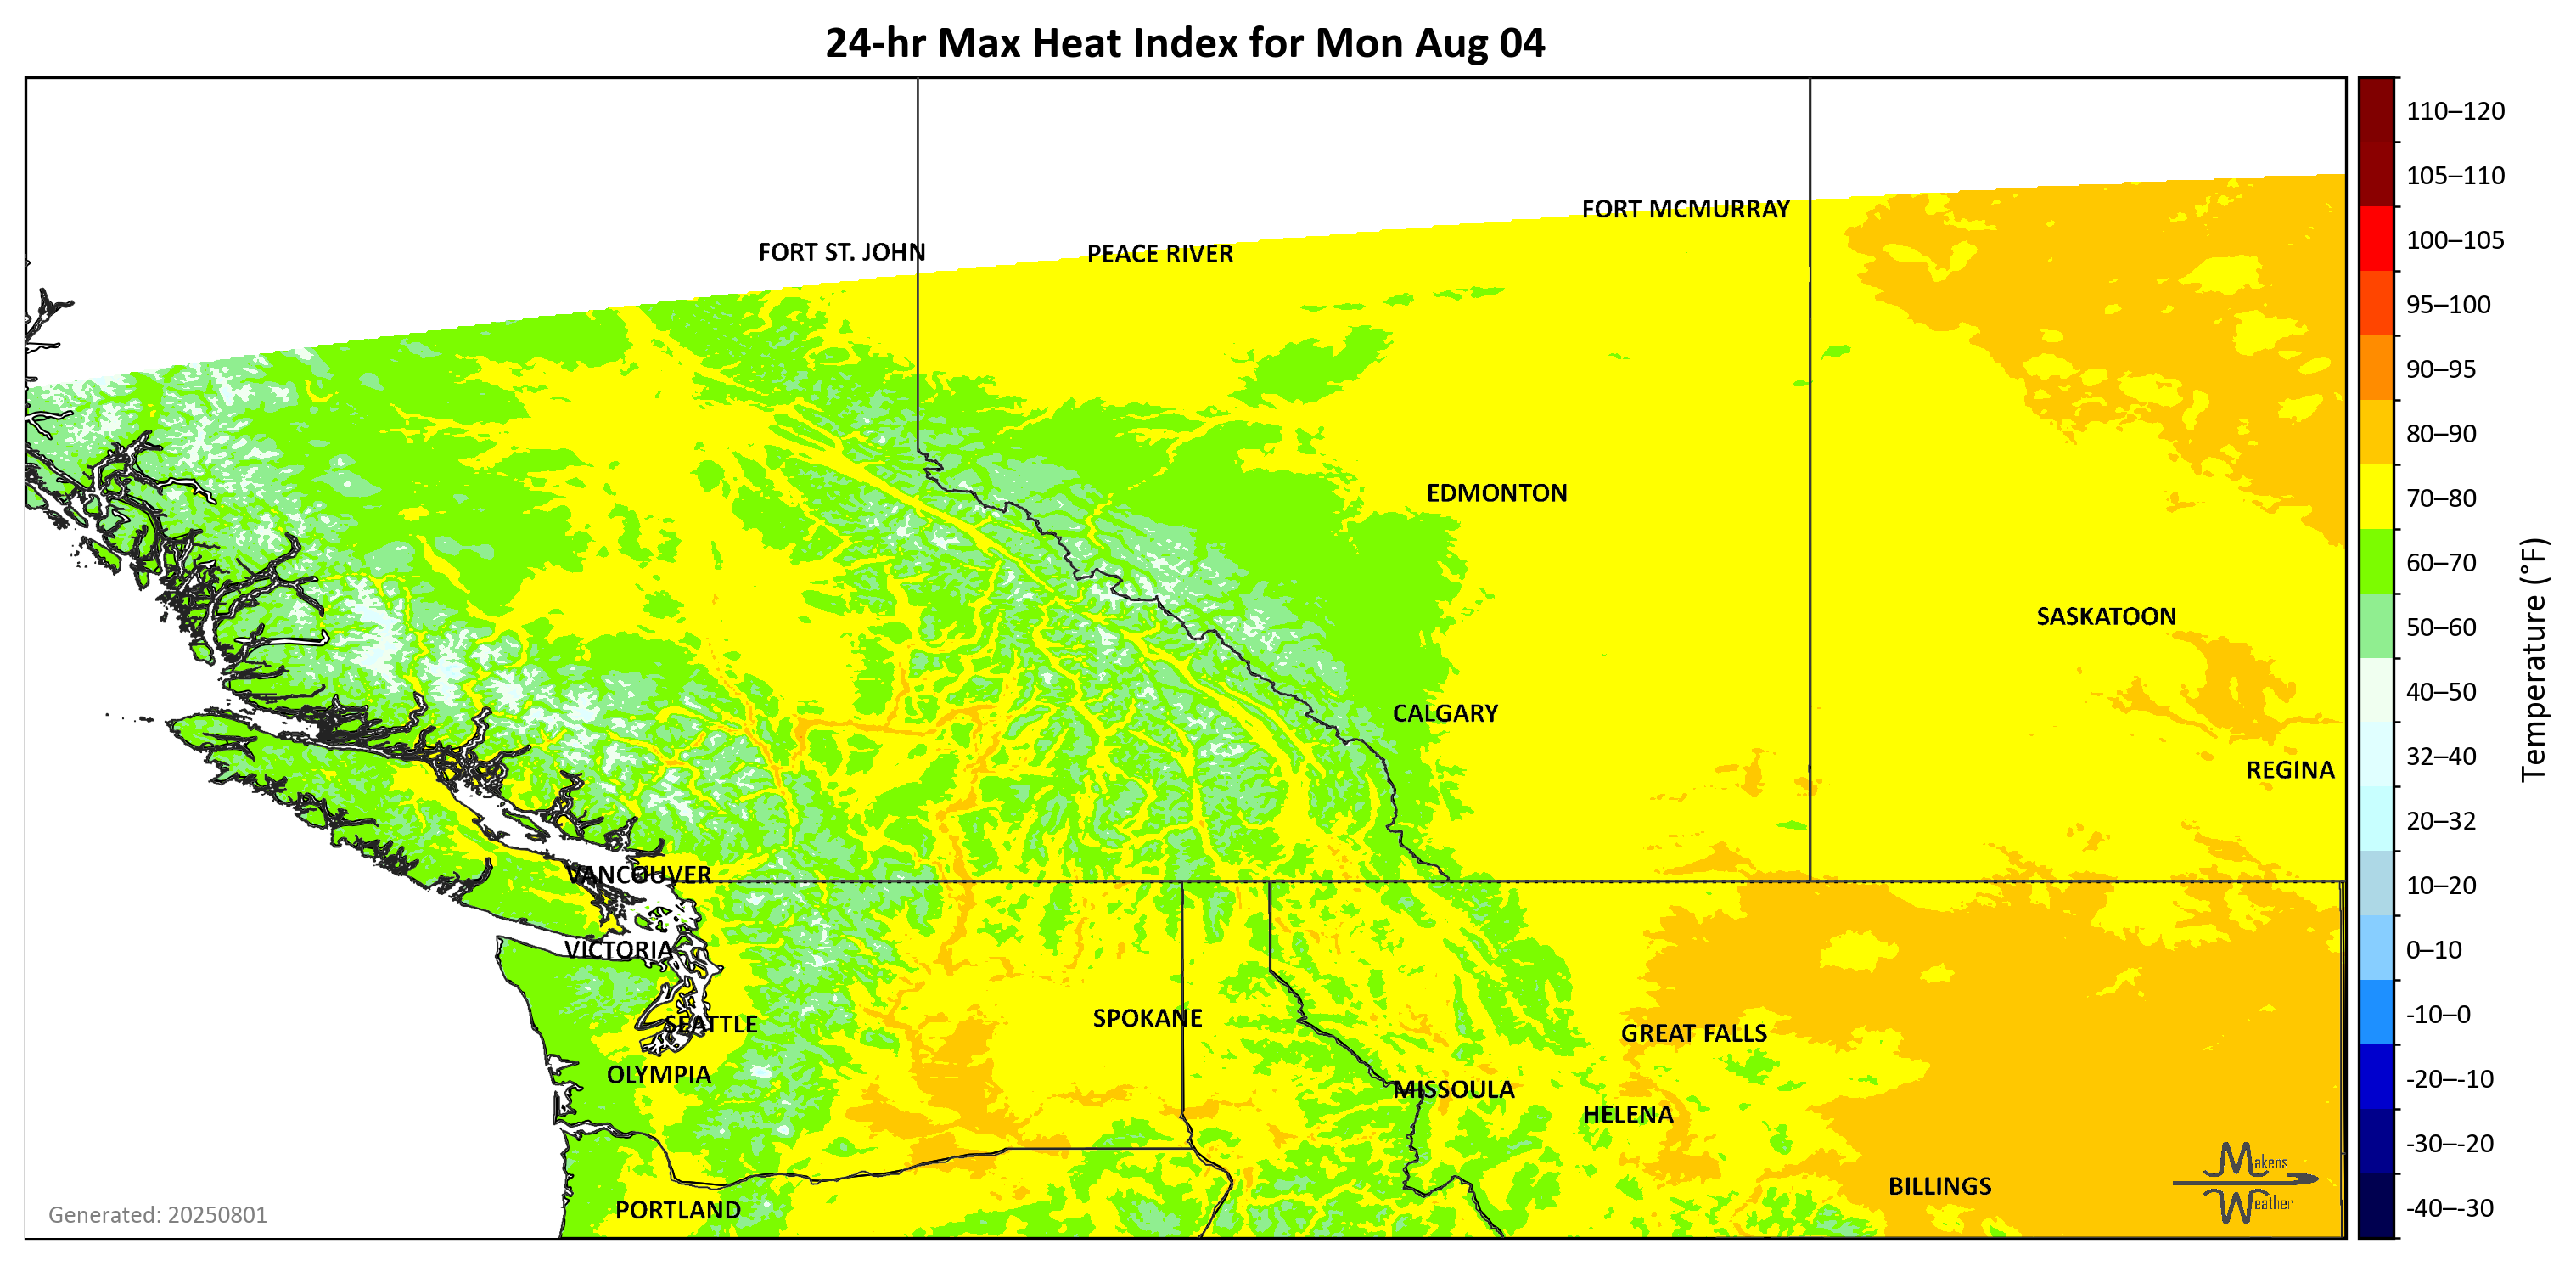 24-hr Max Heat Index for Mon Aug 04
FORT MCMURRAY
FORT ST. JOHN
PEACE RIVER
EDMONTON
SASKATOON
CALGARY
REGINA
VANCOUVER
VICTORIA
SEATTLE
SPOKANE
GREAT FALLS
OLYMPIA
MISSOULA
HELENA
BILLINGS
PORTLAND
Makens
Weather
Generated: 20250801
110–120
105–110
100–105
95–100
90–95
80–90
70–80
60–70
50–60
40–50
32–40
20–32
10–20
0–10
-10–0
-20–-10
-30–-20
-40–-30
Temperature (°F)